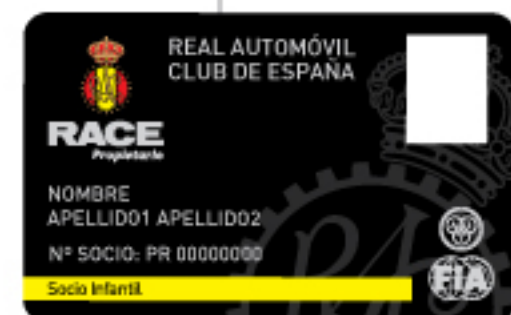 REAL AUTOMÓVIL
CLUB DE ESPAÑA
RACE
Propietario
NOMBRE
APELLIDO1 APELLIDO2
Nº SOCIO: PR 00000000
Socio Infantil
FIA